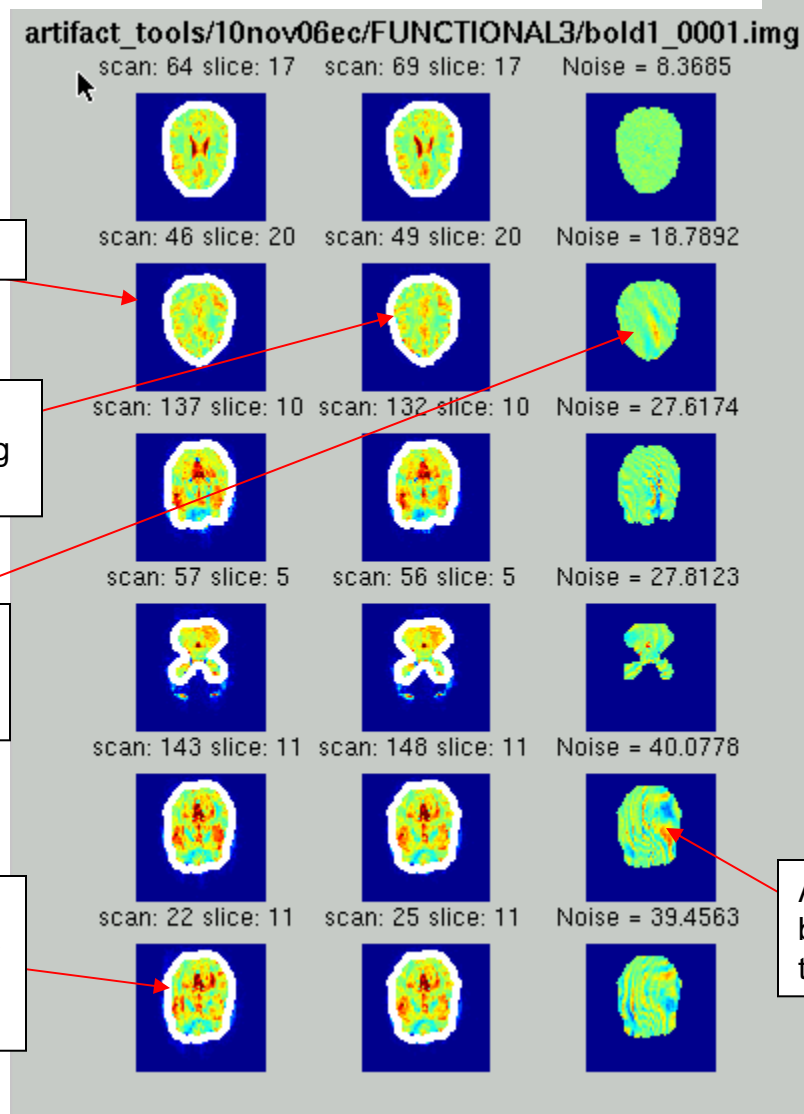 artifact_tools/10nov06ec/FUNCTIONAL3/bold1_0001.img
scan: 64 slice: 17 scan: 69 slice: 17 Noise = 8.3685
scan: 46 slice: 20 scan: 49 slice: 20 Noise = 18.7892
scan: 137 slice: 10 scan: 132 slice: 10 Noise = 27.6174
g
scan: 57 slice: 5 scan: 56 slice: 5 Noise = 27.8123
scan: 143 slice: 11 scan: 148 slice: 11 Noise = 40.0778
scan: 22 slice: 11 scan: 25 slice: 11 Noise = 39.4563
A
b
t